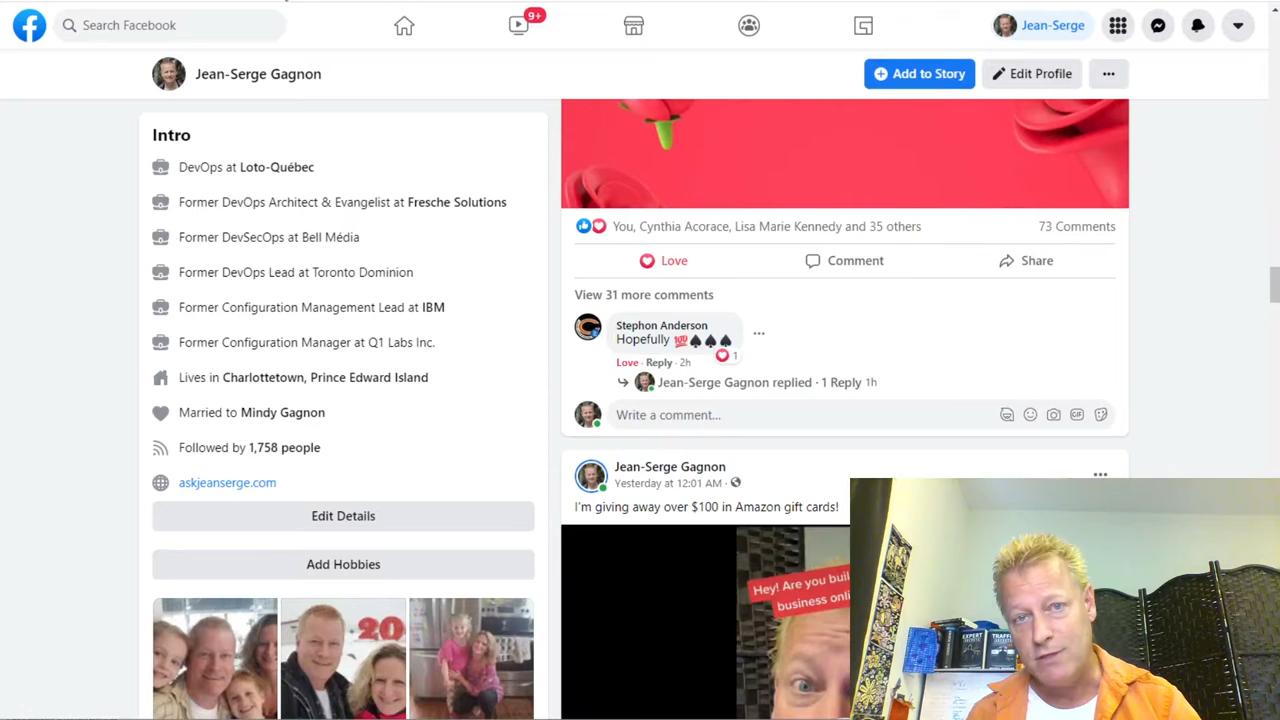 Search Facebook
9+
Jean-Serge
Jean-Serge Gagnon
Add to Story
Edit Profile
Intro
DevOps at Loto-Québec
Former DevOps Architect & Evangelist at Fresche Solutions
Former DevSecOps at Bell Média
Former DevOps Lead at Toronto Dominion
Former Configuration Management Lead at IBM
Former Configuration Manager at Q1 Labs Inc.
Lives in Charlottetown, Prince Edward Island
Married to Mindy Gagnon
Followed by 1,758 people
askjeanserge.com
Edit Details
Add Hobbies
20
You, Cynthia Acorace, Lisa Marie Kennedy and 35 others
73 Comments
Love
Comment
Share
View 31 more comments
Stephon Anderson
Hopefully 💯♠♠♠
1
Love · Reply · 2h
Jean-Serge Gagnon replied · 1 Reply 1h
Write a comment...
GIF
Jean-Serge Gagnon
Yesterday at 12:01 AM ·
I'm giving away over $100 in Amazon gift cards!
Hey! Are you buil
business onli
EXPERT
TRAFF